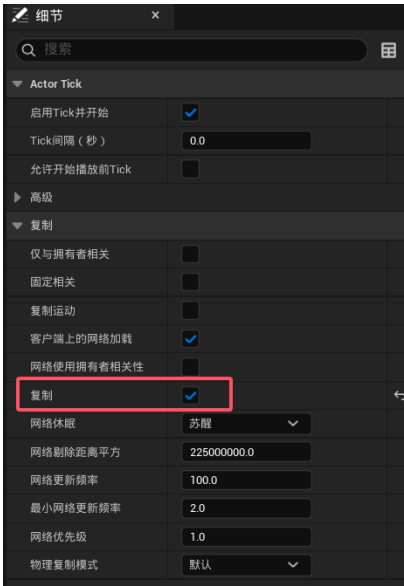 细节 ×
搜索
Actor Tick
启用Tick并开始
Tick间隔（秒） 0.0
允许开始播放前Tick
高级
复制
仅与拥有者相关
固定相关
复制运动
客户端上的网络加载
网络使用拥有者相关性
复制
网络休眠 苏醒
网络剔除距离平方 225000000.0
网络更新频率 100.0
最小网络更新频率 2.0
网络优先级 1.0
物理复制模式 默认